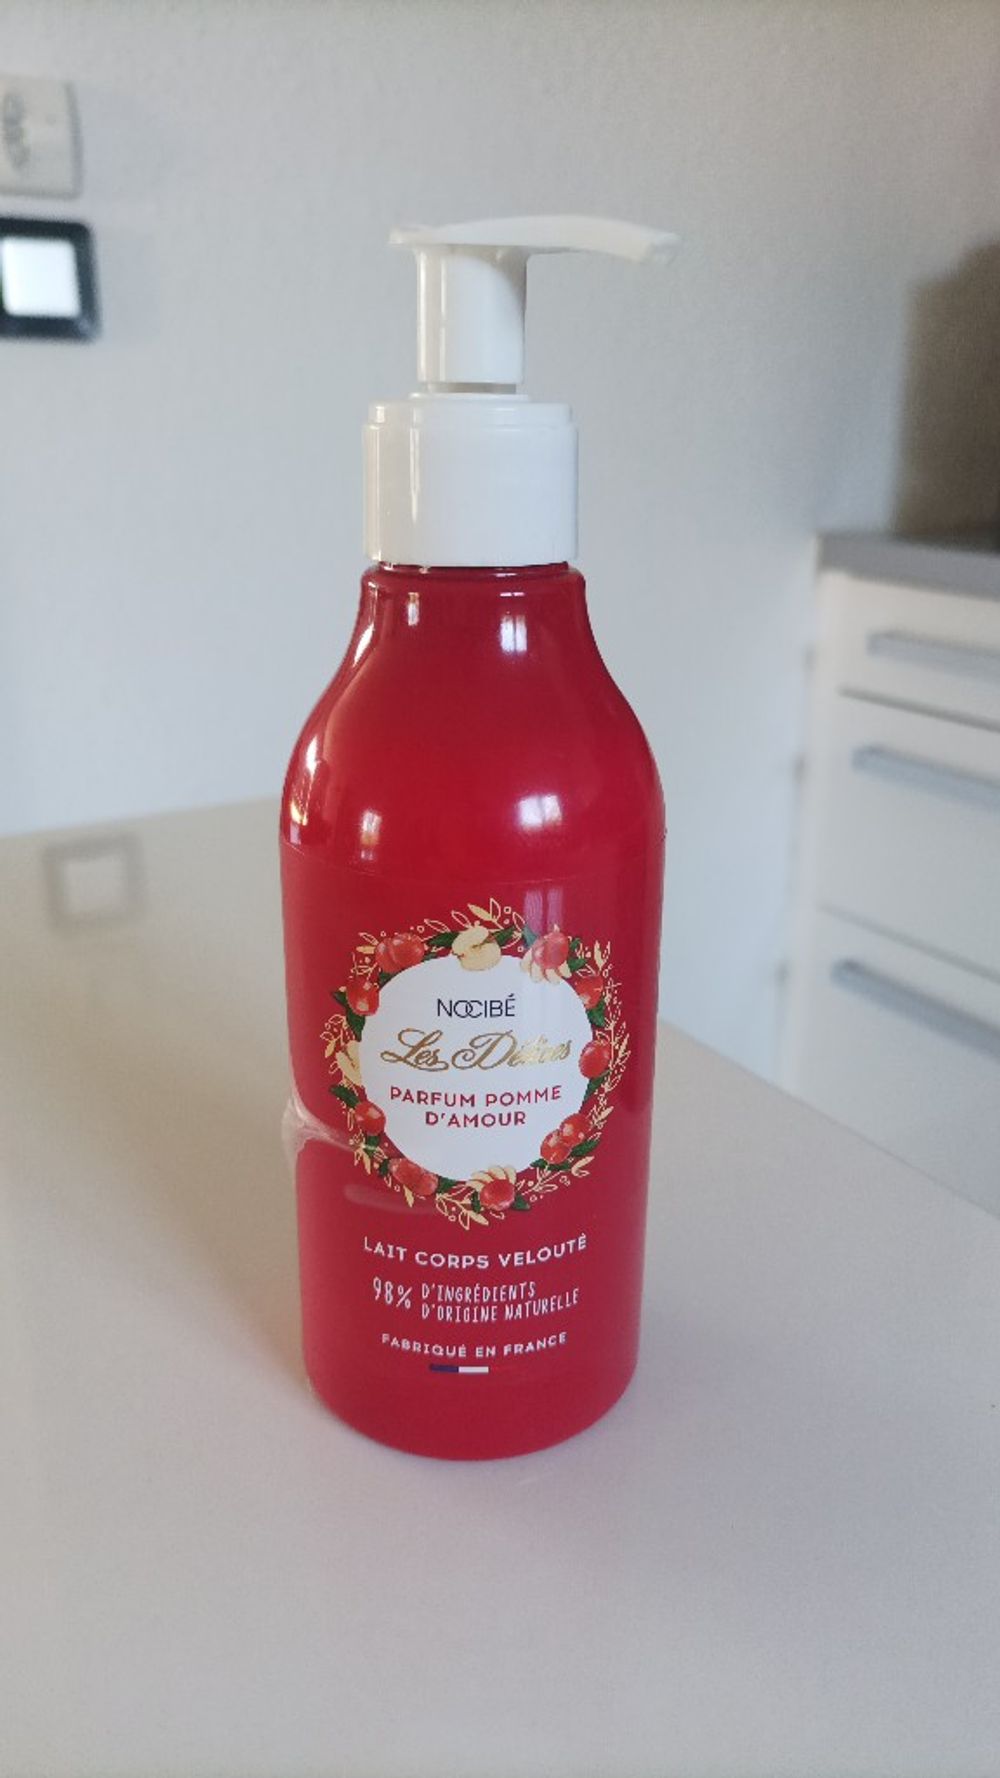 NOCIBÉ
Les Délices
PARFUM POMME
D'AMOUR
LAIT CORPS VELOUTÉ
98% D'INGRÉDIENTS
D'ORIGINE NATURELLE
FABRIQUÉ EN FRANCE